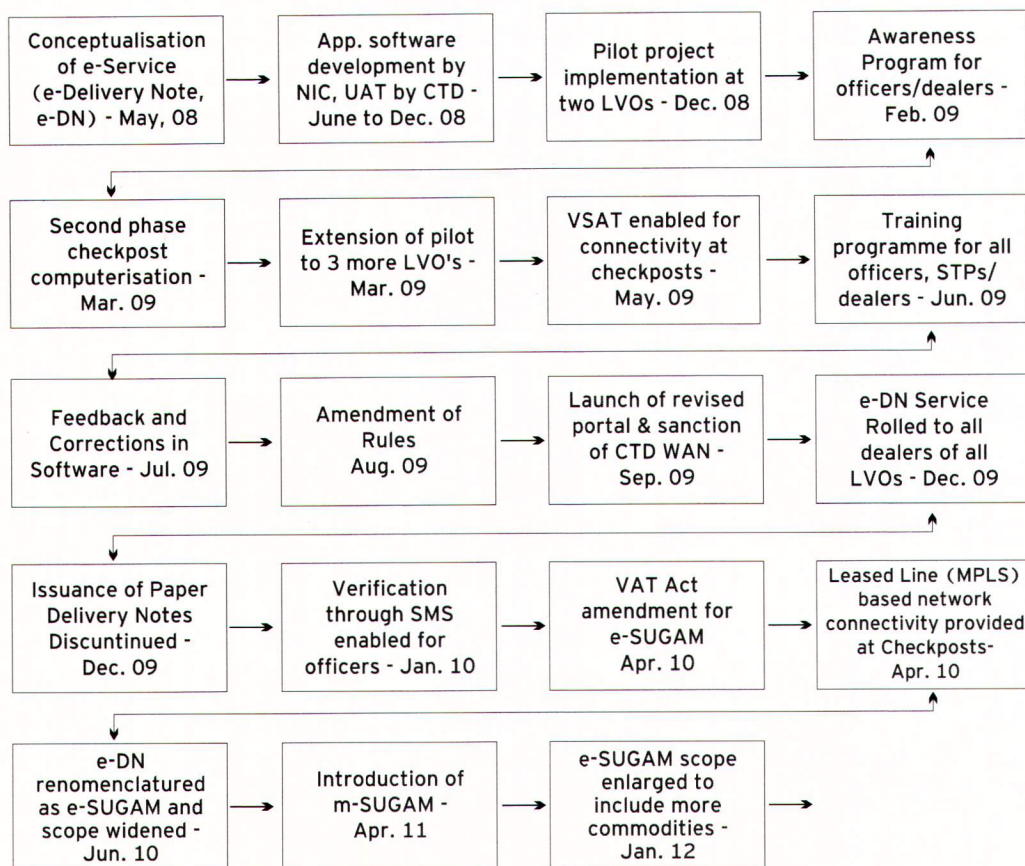 Conceptualisation
of e-Service
(e-Delivery Note,
e-DN) - May, 08
App. software
development by
NIC, UAT by CTD -
June to Dec. 08
Pilot project
implementation at
two LVOs - Dec. 08
Awareness
Program for
officers/dealers -
Feb. 09
Second phase
checkpost
computerisation -
Mar. 09
Extension of pilot
to 3 more LVO's -
Mar. 09
VSAT enabled for
connectivity at
checkposts -
May. 09
Training
programme for all
officers, STPs/
dealers - Jun. 09
Feedback and
Corrections in
Software - Jul. 09
Amendment of
Rules
Aug. 09
Launch of revised
portal & sanction
of CTD WAN -
Sep. 09
e-DN Service
Rolled to all
dealers of all
LVOs - Dec. 09
Issuance of Paper
Delivery Notes
Discuntinued -
Dec. 09
Verification
through SMS
enabled for
officers - Jan. 10
VAT Act
amendment for
e-SUGAM
Apr. 10
Leased Line (MPLS)
based network
connectivity provided
at Checkposts-
Apr. 10
e-DN
renomenclatured
as e-SUGAM and
scope widened -
Jun. 10
Introduction of
m-SUGAM -
Apr. 11
e-SUGAM scope
enlarged to
include more
commodities -
Jan. 12